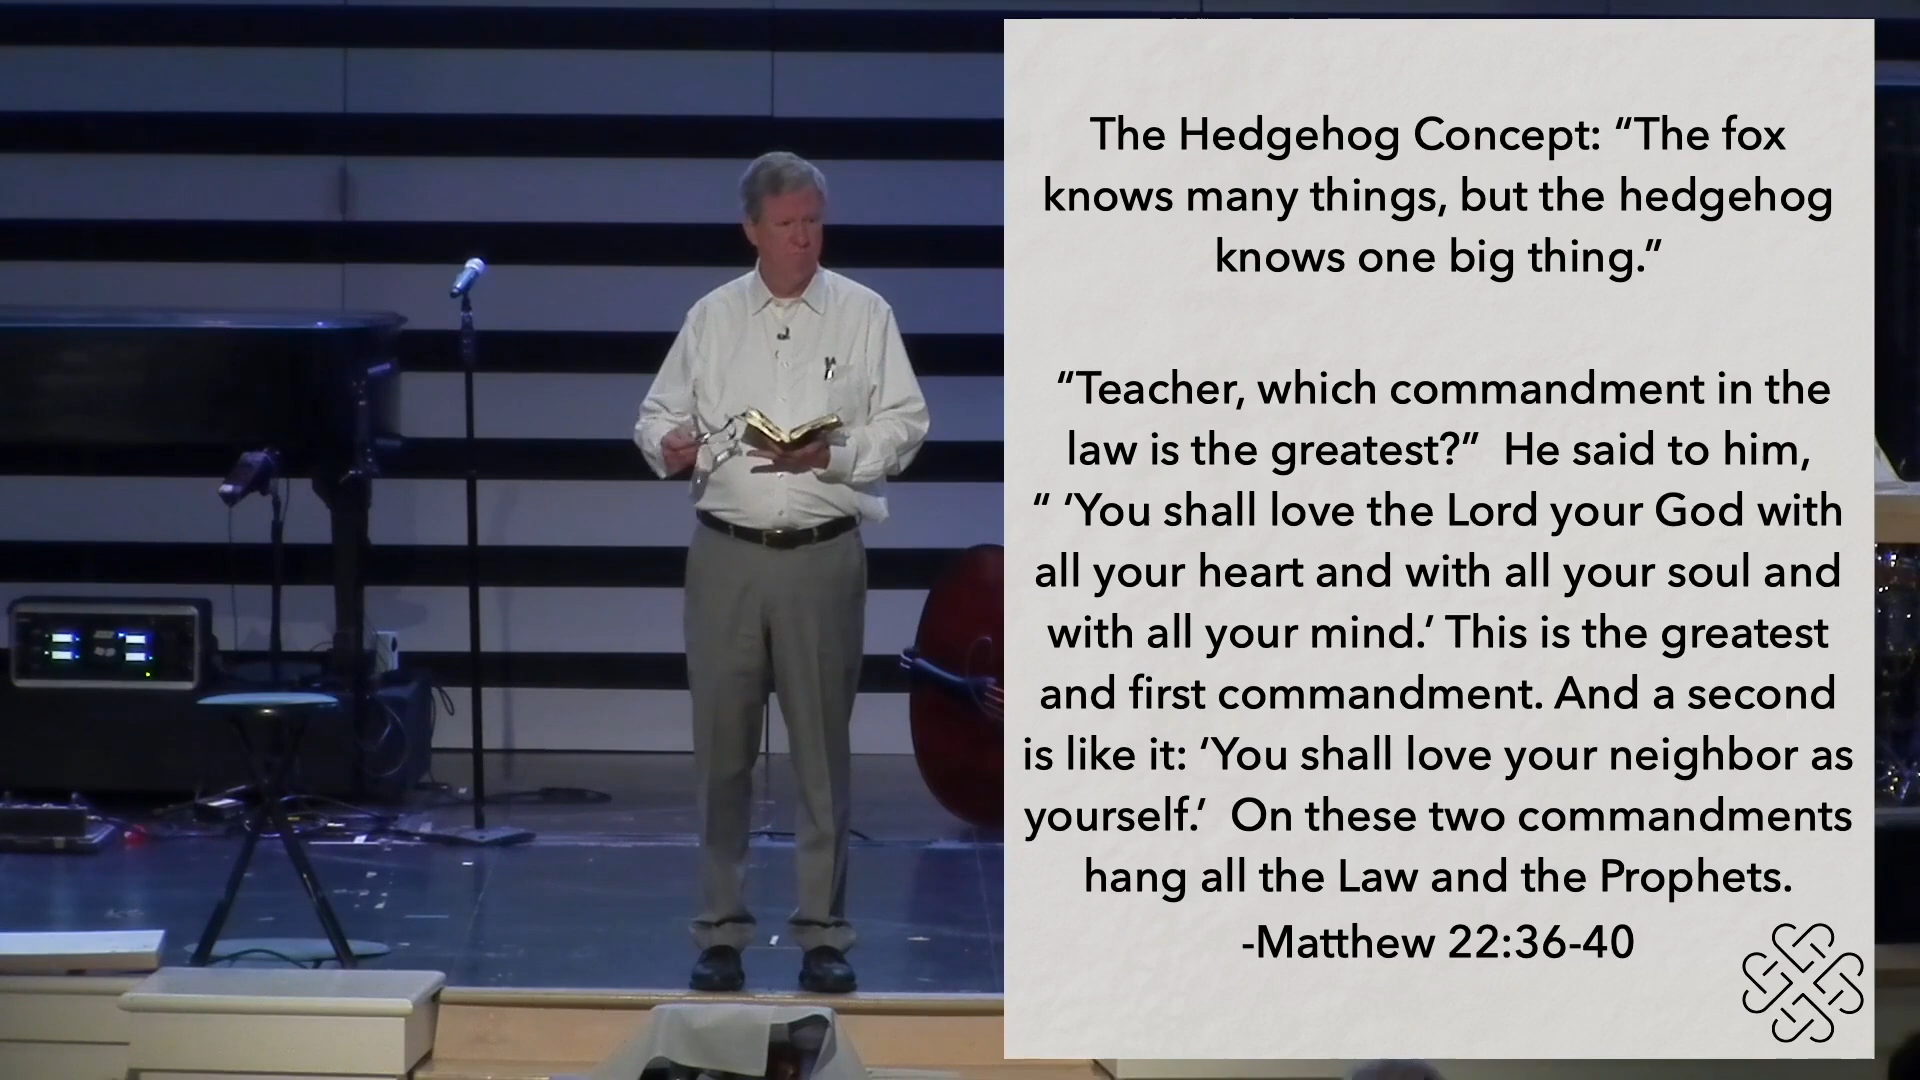 The Hedgehog Concept: “The fox
knows many things, but the hedgehog
knows one big thing.”
“Teacher, which commandment in the
law is the greatest?”  He said to him,
“ ‘You shall love the Lord your God with
all your heart and with all your soul and
with all your mind.’ This is the greatest
and first commandment. And a second
is like it: ‘You shall love your neighbor as
yourself.’  On these two commandments
hang all the Law and the Prophets.
-Matthew 22:36-40